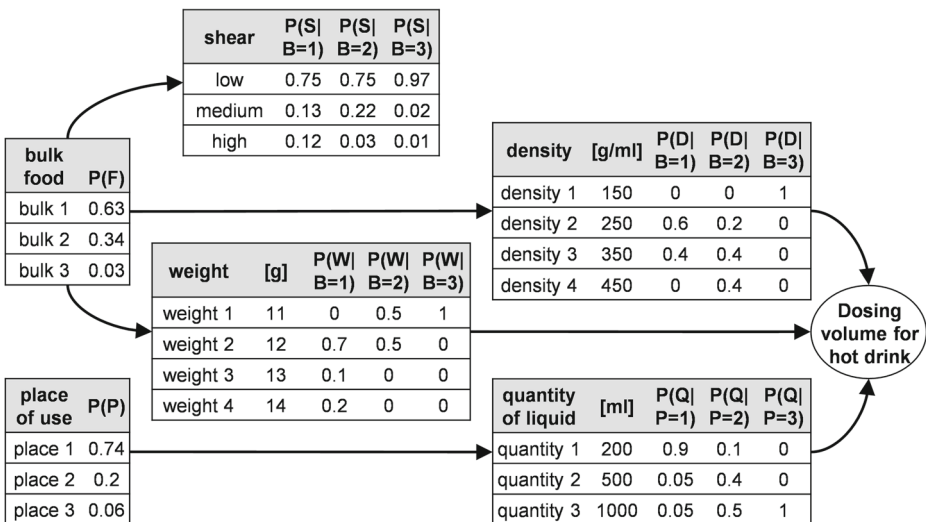 shear P(S| P(S| P(S|
B=1) B=2) B=3)
low 0.75 0.75 0.97
medium 0.13 0.22 0.02
high 0.12 0.03 0.01
bulk
food P(F)
bulk 1 0.63
bulk 2 0.34
bulk 3 0.03
density [g/ml] P(D| P(D| P(D|
B=1) B=2) B=3)
density 1 150 0 0 1
density 2 250 0.6 0.2 0
density 3 350 0.4 0.4 0
density 4 450 0 0.4 0
weight [g] P(W| P(W| P(W|
B=1) B=2) B=3)
weight 1 11 0 0.5 1
weight 2 12 0.7 0.5 0
weight 3 13 0.1 0 0
weight 4 14 0.2 0 0
Dosing
volume for
hot drink
place
of use P(P)
place 1 0.74
place 2 0.2
place 3 0.06
quantity
of liquid [ml] P(Q| P(Q| P(Q|
P=1) P=2) P=3)
quantity 1 200 0.9 0.1 0
quantity 2 500 0.05 0.4 0
quantity 3 1000 0.05 0.5 1